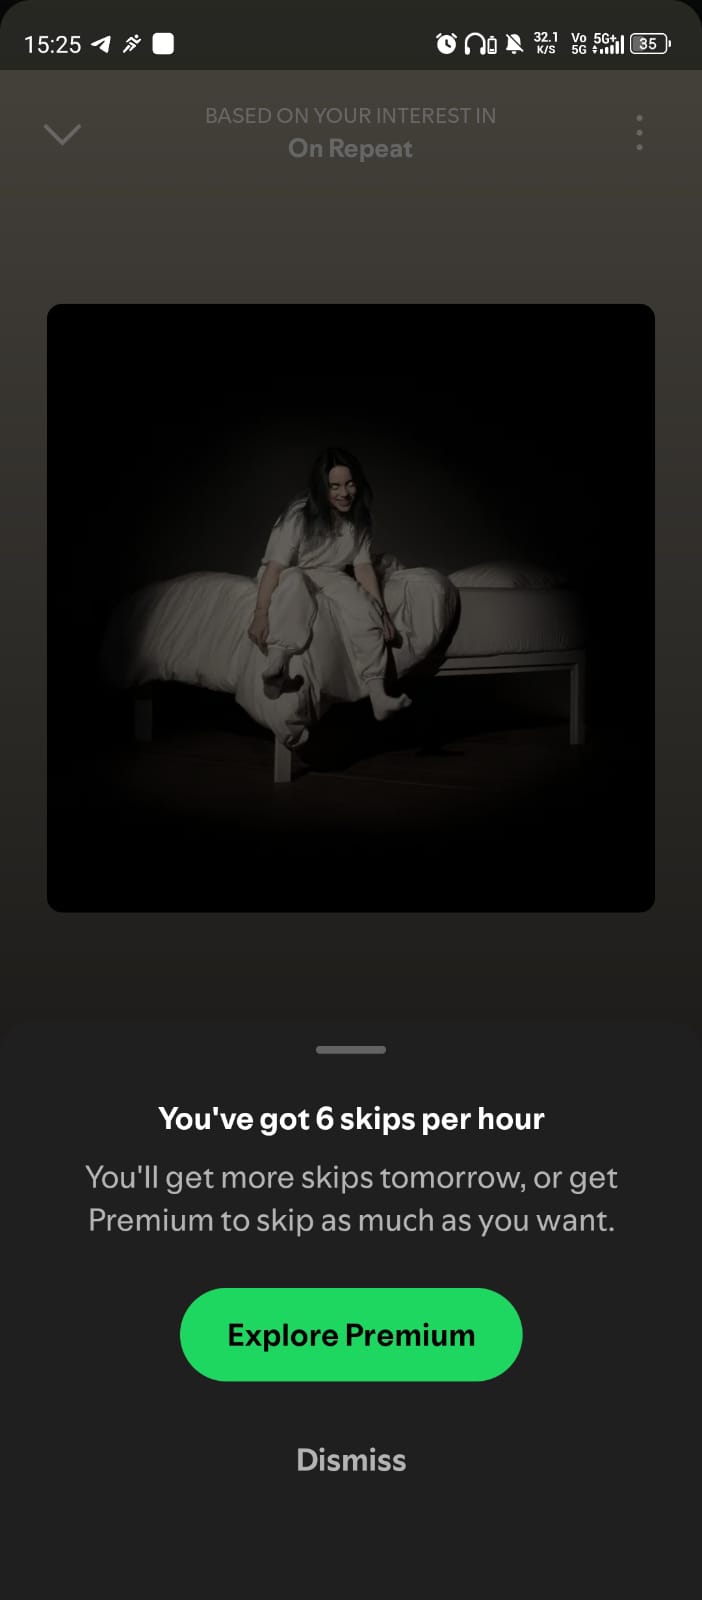 15:25
32.1 K/S Vo 5G 5G+ 35
BASED ON YOUR INTEREST IN
On Repeat
You've got 6 skips per hour
You'll get more skips tomorrow, or get
Premium to skip as much as you want.
Explore Premium
Dismiss